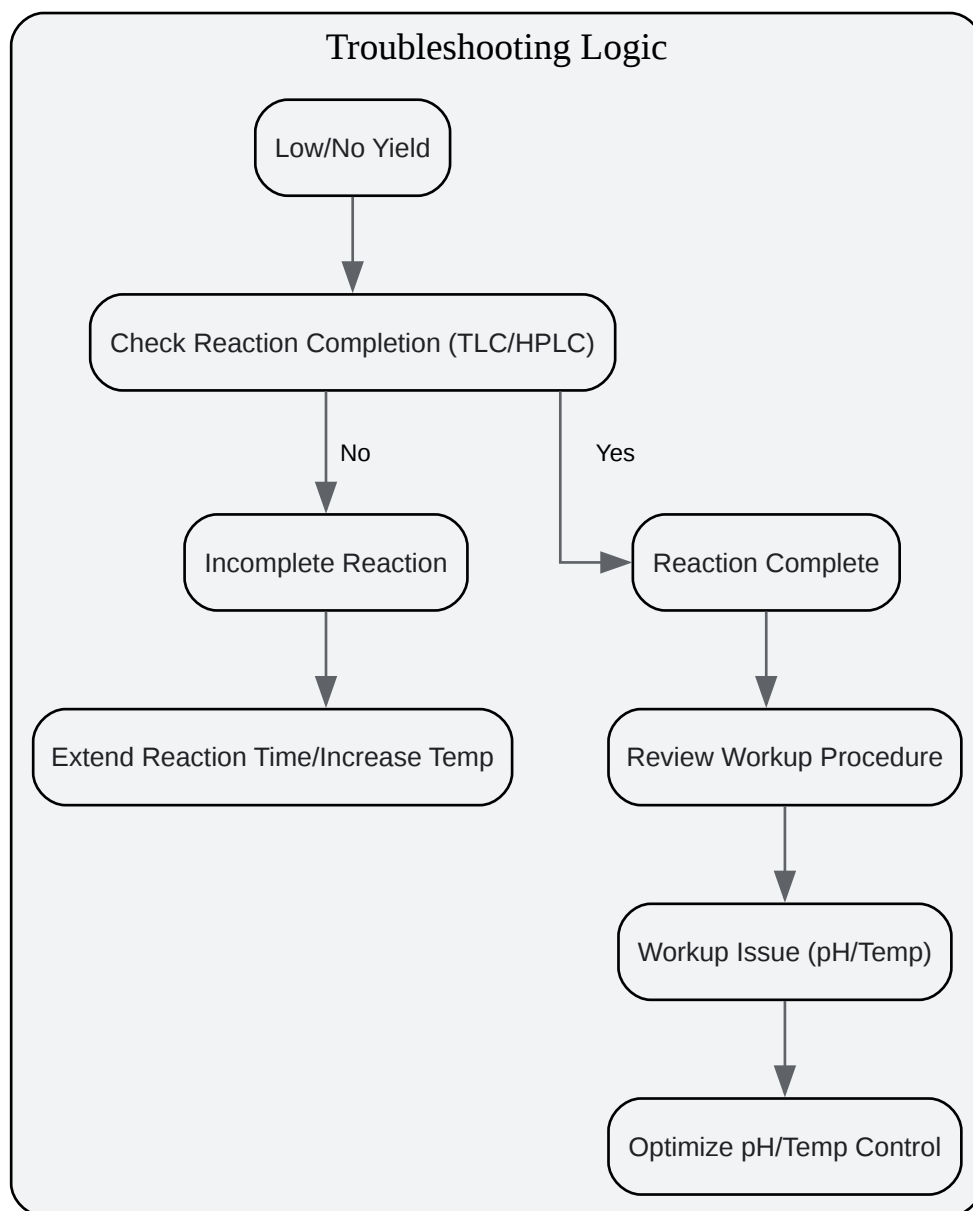 Troubleshooting Logic
Low/No Yield
Check Reaction Completion (TLC/HPLC)
No
Yes
Incomplete Reaction
Reaction Complete
Extend Reaction Time/Increase Temp
Review Workup Procedure
Workup Issue (pH/Temp)
Optimize pH/Temp Control